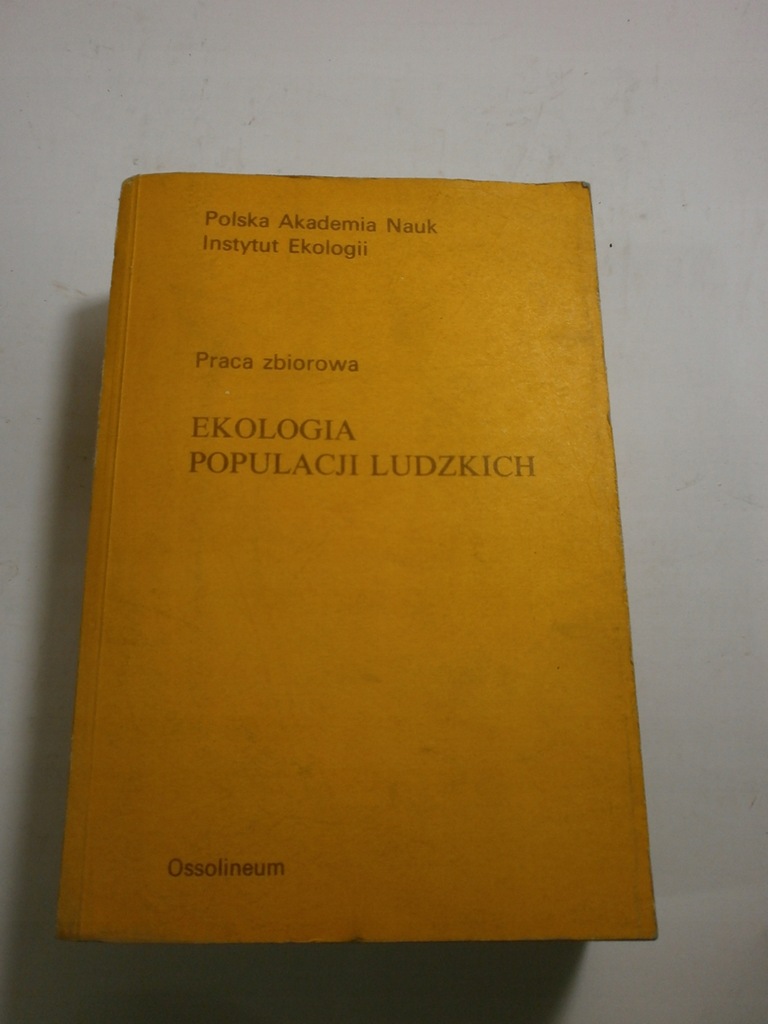 Polska Akademia Nauk
Instytut Ekologii
Praca zbiorowa
EKOLOGIA
POPULACJI LUDZKICH
Ossolineum